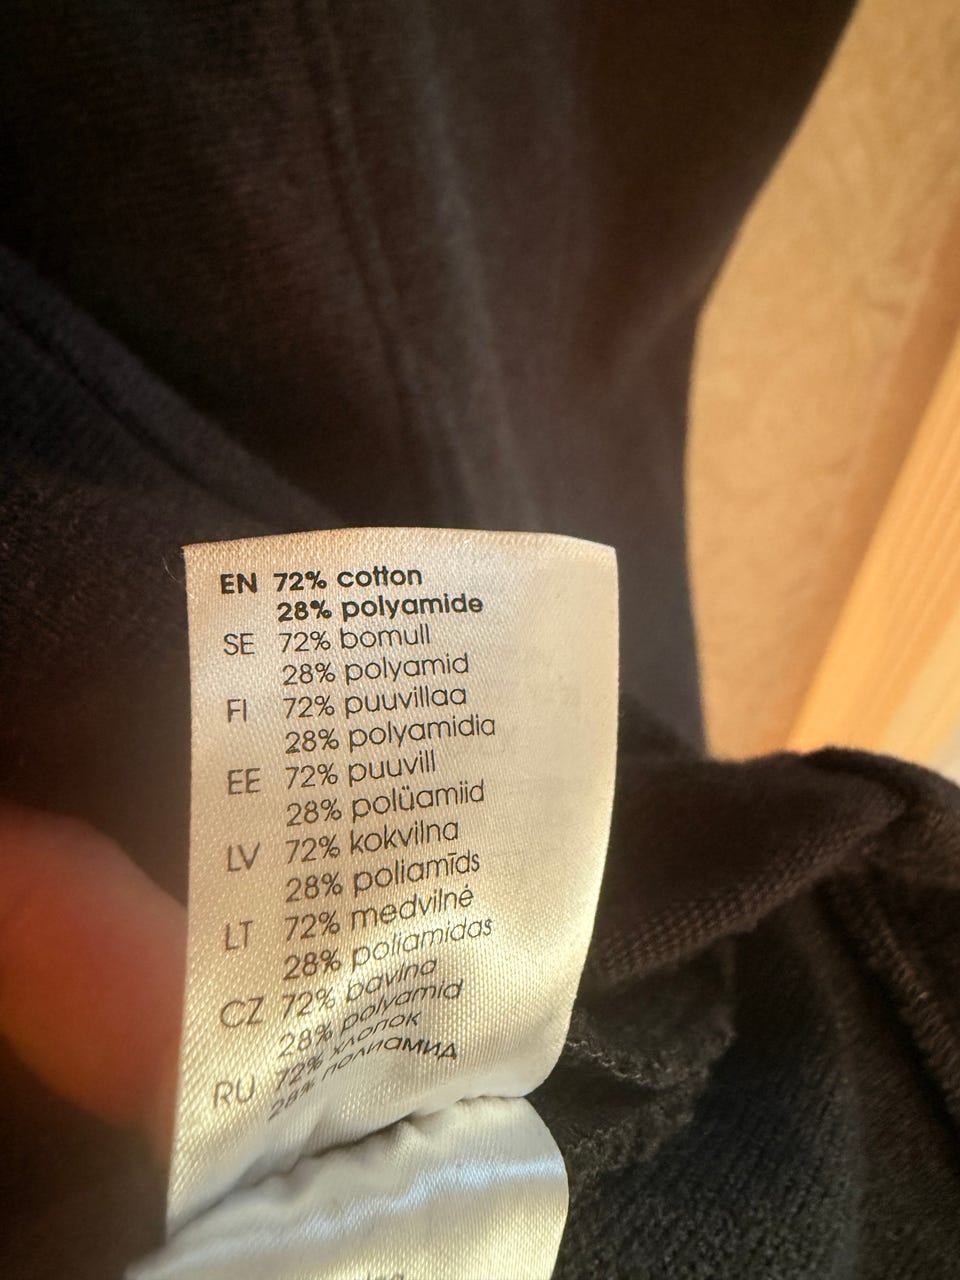 EN 72% cotton
28% polyamide
SE 72% bomull
28% polyamid
FI 72% puuvillaa
28% polyamidia
EE 72% puuvill
28% polüamiid
LV 72% kokvilna
28% poliamīds
LT 72% medvilnė
28% poliamidas
CZ 72% bavlna
28% polyamid
RU 72% хлопок
28% полиамид